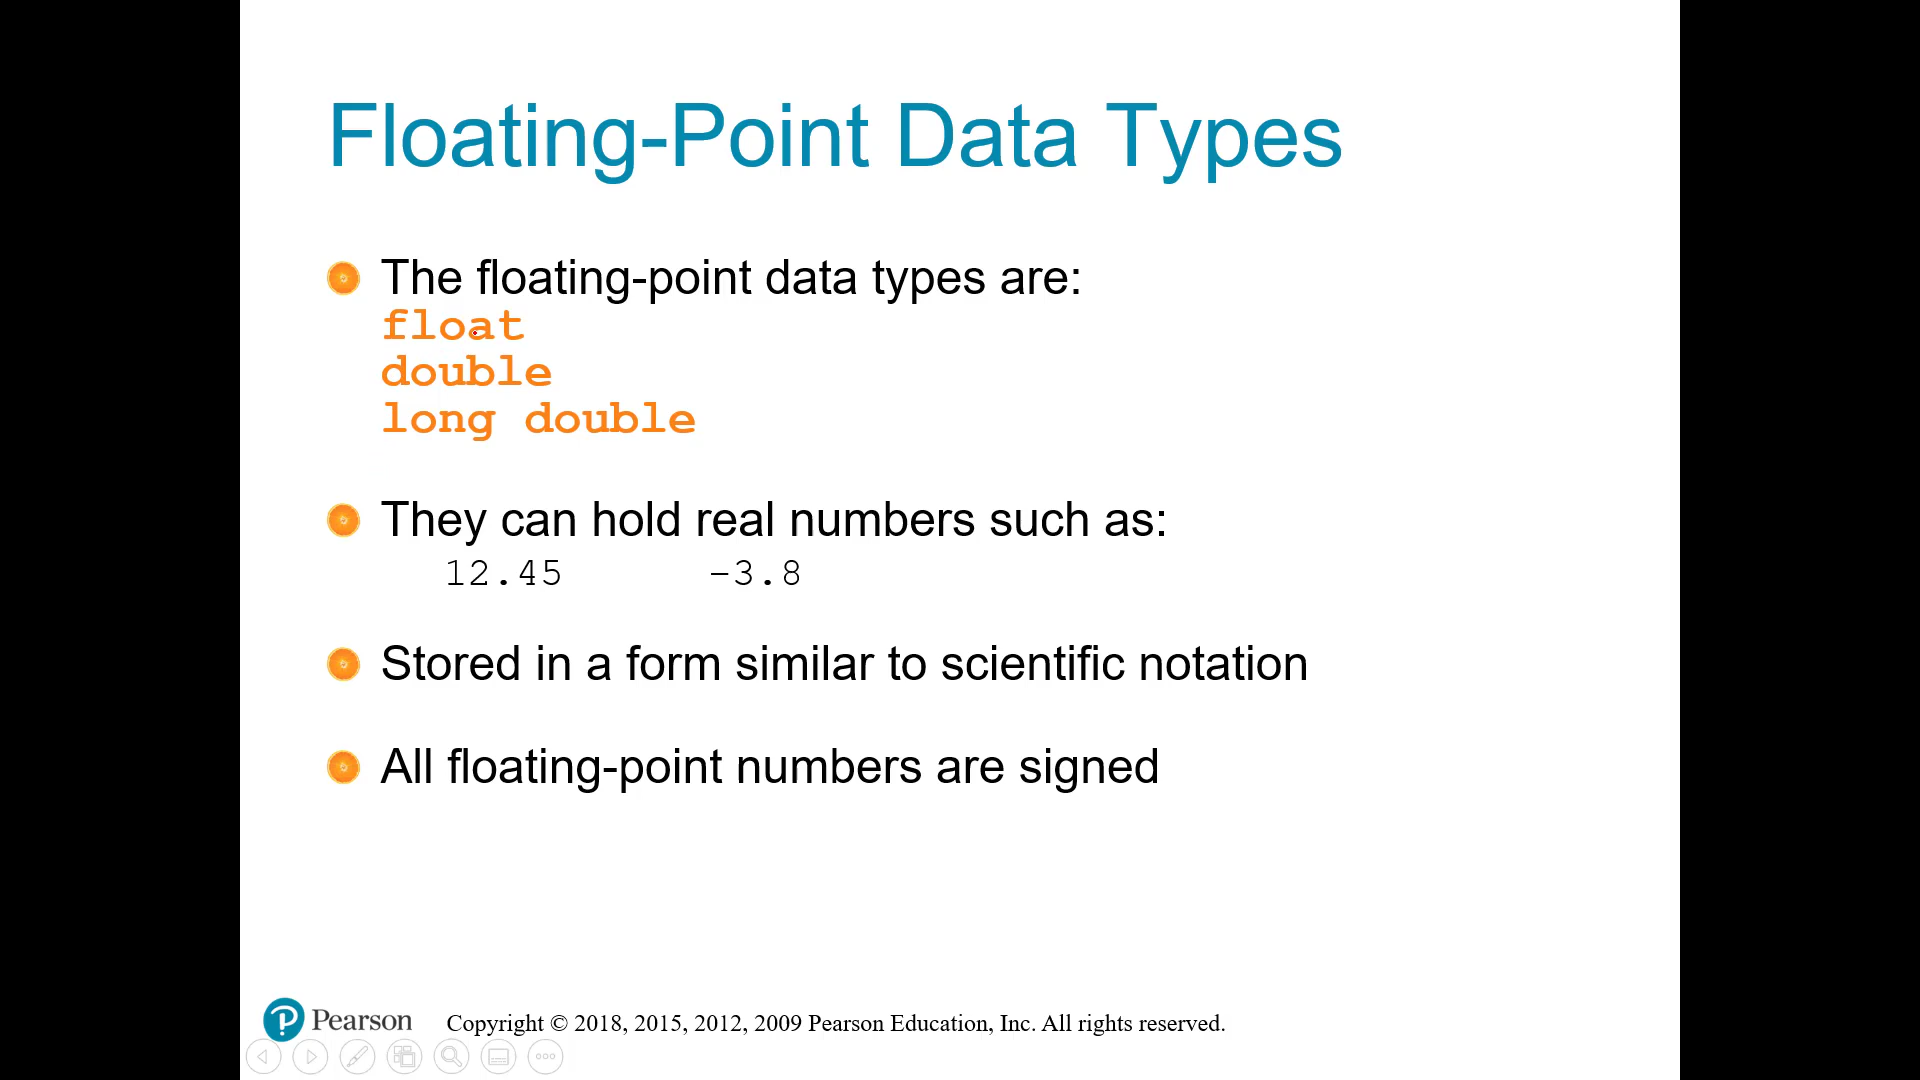 Floating-Point Data Types
The floating-point data types are:
float
double
long double
They can hold real numbers such as:
12.45 -3.8
Stored in a form similar to scientific notation
All floating-point numbers are signed
Pearson
Copyright © 2018, 2015, 2012, 2009 Pearson Education, Inc. All rights reserved.